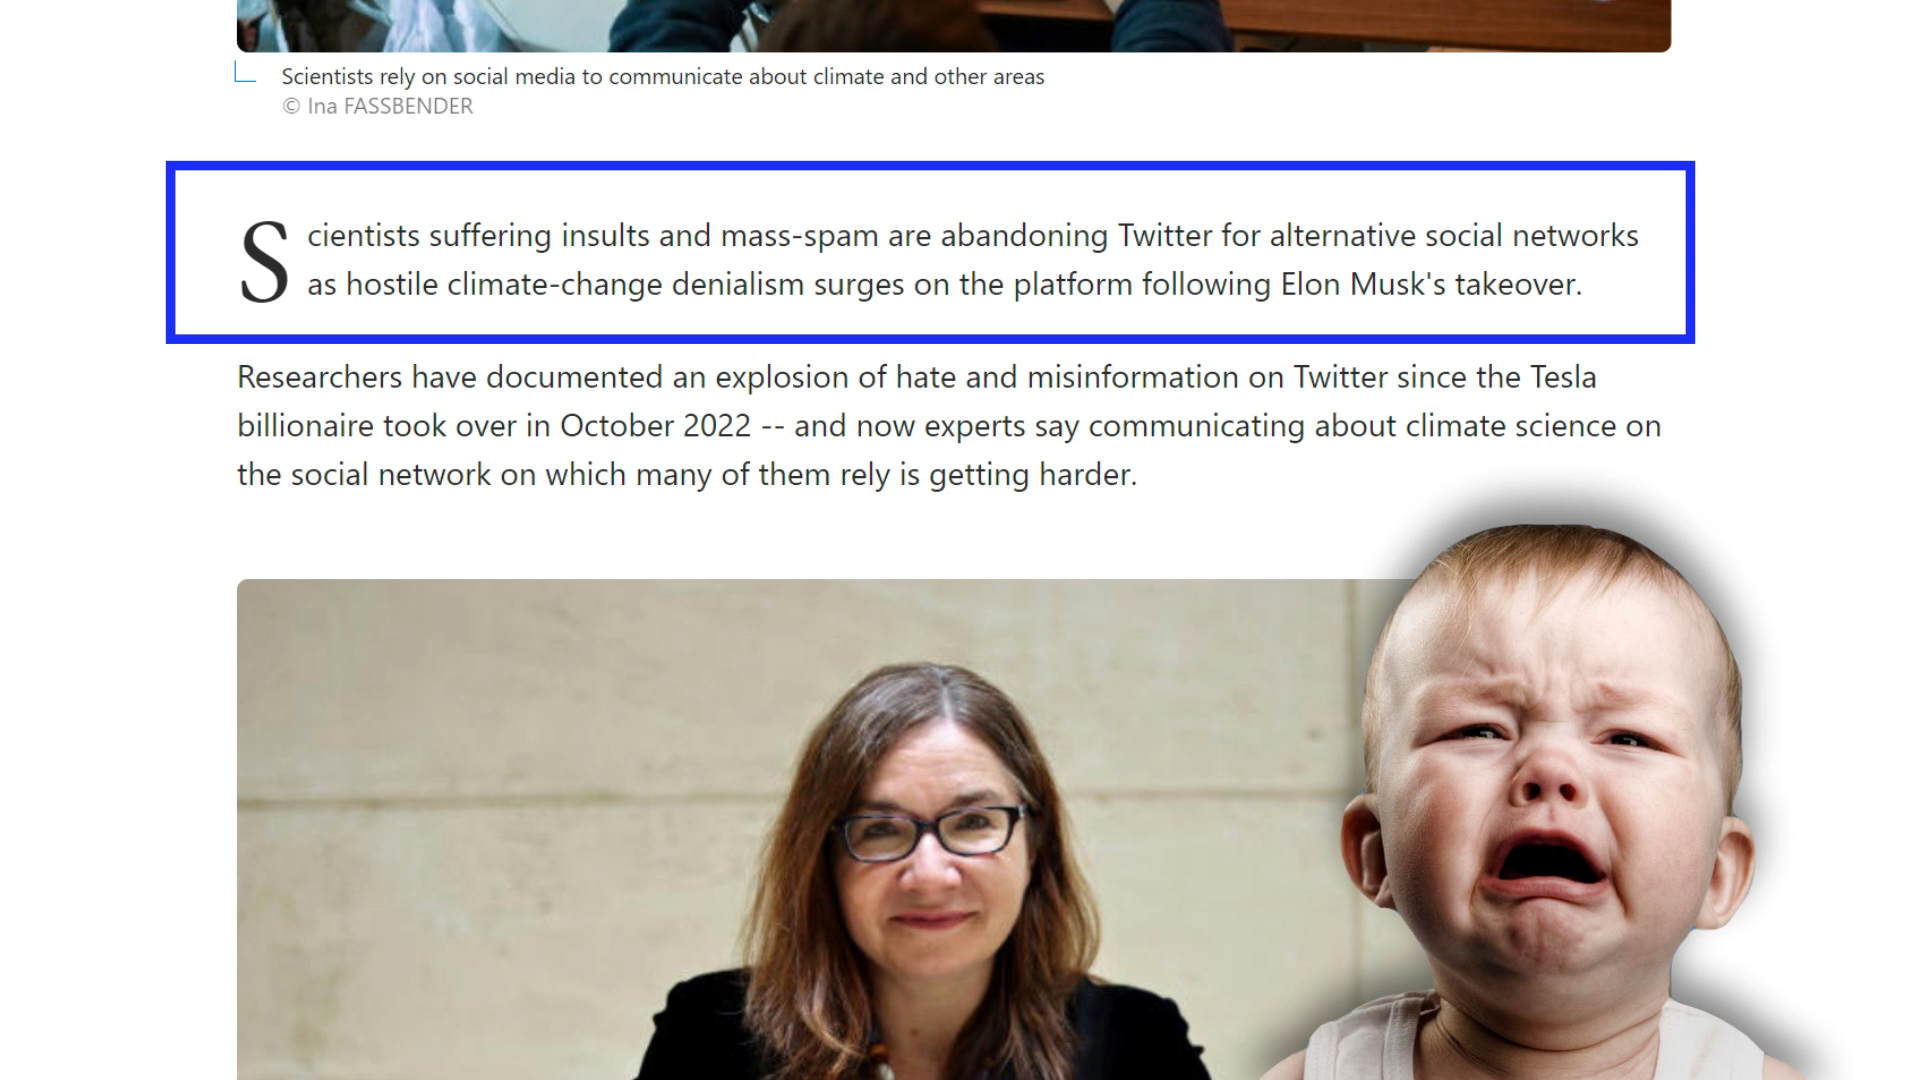 Scientists rely on social media to communicate about climate and other areas
© Ina FASSBENDER
Scientists suffering insults and mass-spam are abandoning Twitter for alternative social networks
as hostile climate-change denialism surges on the platform following Elon Musk's takeover.
Researchers have documented an explosion of hate and misinformation on Twitter since the Tesla
billionaire took over in October 2022 -- and now experts say communicating about climate science on
the social network on which many of them rely is getting harder.